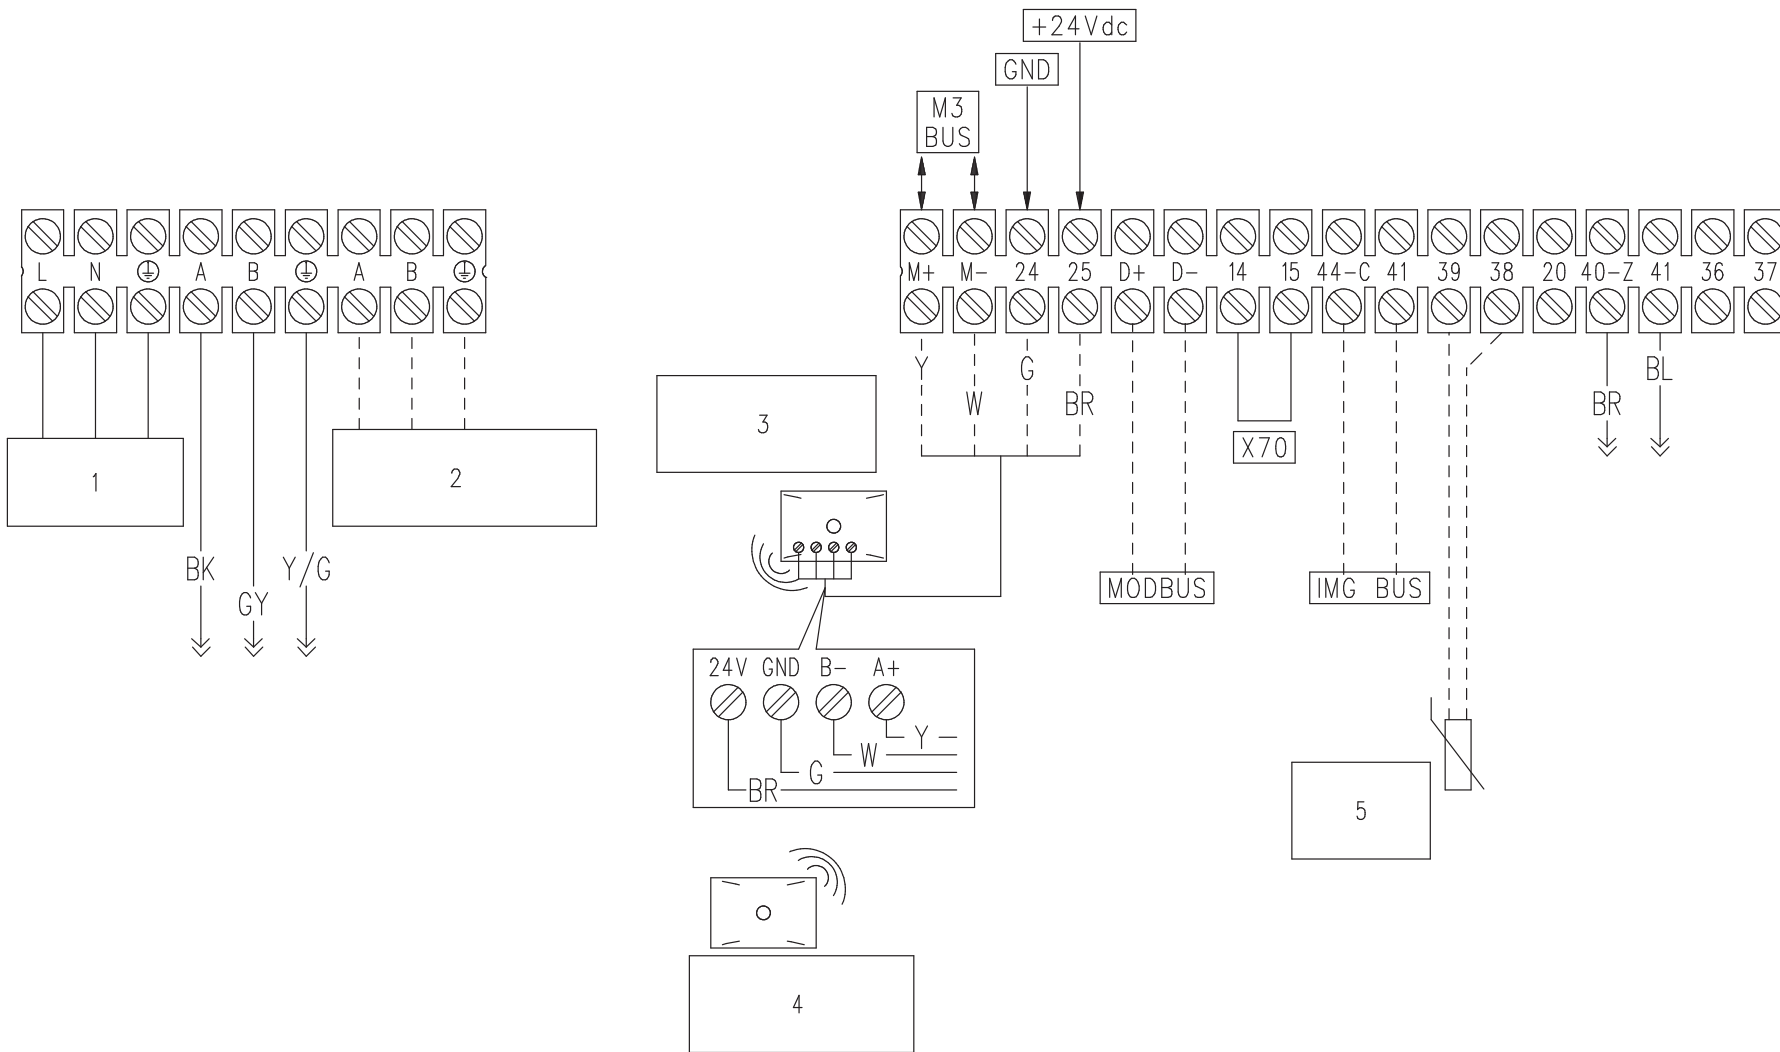 +24Vdc
GND
M3
BUS
L N A B A B
M+ M- 24 25 D+ D- 14 15 44-C 41 39 38 20 40-Z 41 36 37
Y G BL
W BR BR
3
X70
1 2
BK Y/G
GY
MODBUS IMG BUS
24V GND B- A+
Y
W
G
BR
5
4